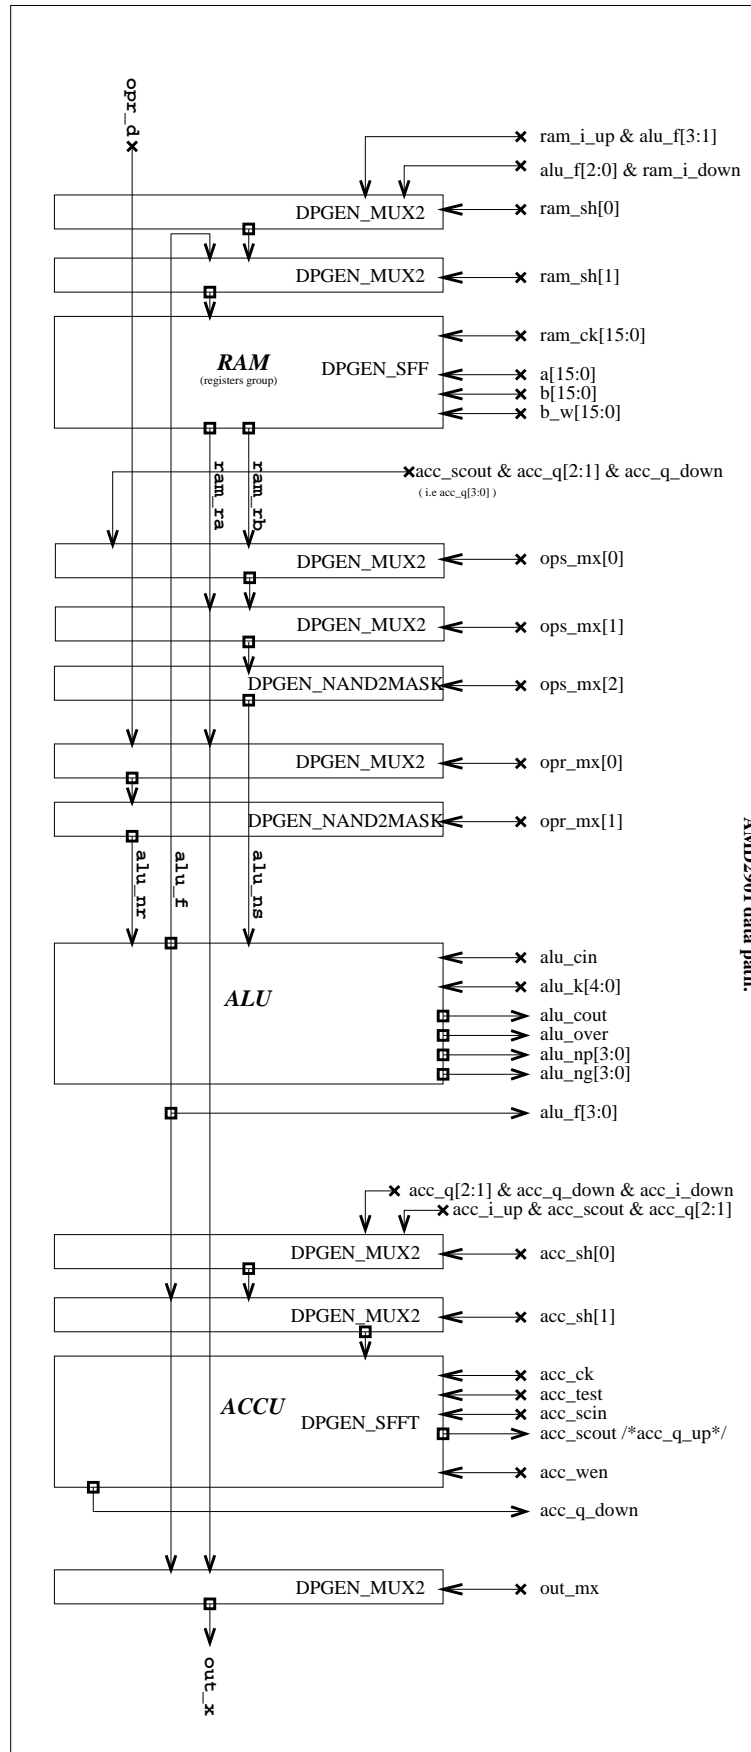 opr_d
ram_i_up & alu_f[3:1]
alu_f[2:0] & ram_i_down
DPGEN_MUX2
ram_sh[0]
DPGEN_MUX2
ram_sh[1]
RAM
(registers group)
DPGEN_SFF
ram_ck[15:0]
a[15:0]
b[15:0]
b_w[15:0]
ram_ra
ram_rb
acc_scout & acc_q[2:1] & acc_q_down
( i.e acc_q[3:0] )
DPGEN_MUX2
ops_mx[0]
DPGEN_MUX2
ops_mx[1]
DPGEN_NAND2MASK
ops_mx[2]
DPGEN_MUX2
opr_mx[0]
DPGEN_NAND2MASK
opr_mx[1]
alu_nr
alu_f
alu_ns
AMD2901 data path.
ALU
alu_cin
alu_k[4:0]
alu_cout
alu_over
alu_np[3:0]
alu_ng[3:0]
alu_f[3:0]
acc_q[2:1] & acc_q_down & acc_i_down
acc_i_up & acc_scout & acc_q[2:1]
DPGEN_MUX2
acc_sh[0]
DPGEN_MUX2
acc_sh[1]
ACCU
DPGEN_SFFT
acc_ck
acc_test
acc_scin
acc_scout /*acc_q_up*/
acc_wen
acc_q_down
DPGEN_MUX2
out_mx
out_x